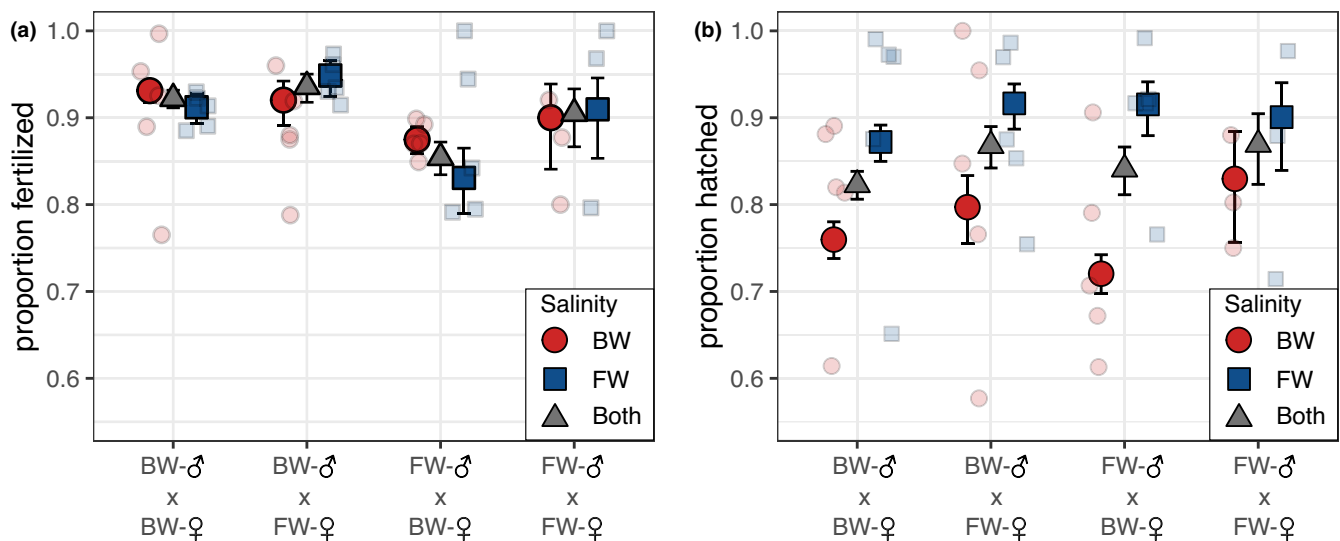 (a)
proportion fertilized
1.0
0.9
0.8
0.7
0.6
Salinity
BW
FW
Both
BW-♂ BW-♂ FW-♂ FW-♂
x x x x
BW-♀ FW-♀ BW-♀ FW-♀
(b)
proportion hatched
1.0
0.9
0.8
0.7
0.6
Salinity
BW
FW
Both
BW-♂ BW-♂ FW-♂ FW-♂
x x x x
BW-♀ FW-♀ BW-♀ FW-♀